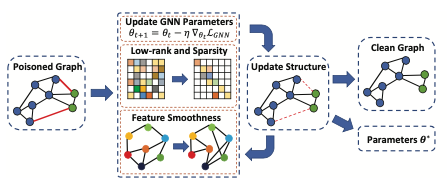 Update GNN Parameters
θₜ₊₁ = θₜ − η ∇θₜ ℒGNN
Low-rank and Sparsity
Feature Smoothness
Poisoned Graph
Update Structure
Clean Graph
Parameters θ*